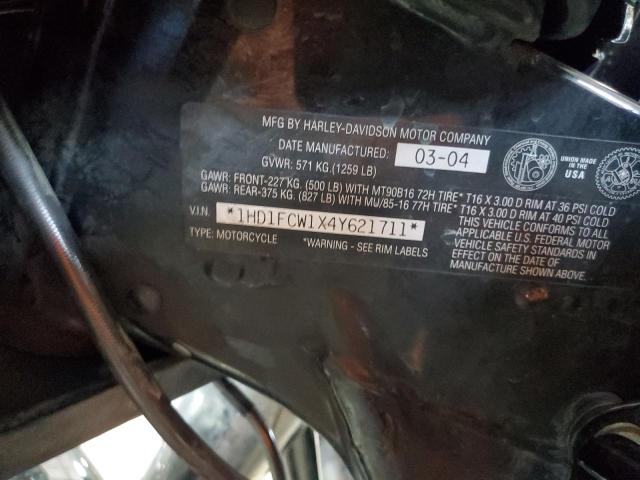 MFG BY HARLEY-DAVIDSON MOTOR COMPANY
DATE MANUFACTURED: 03-04
GVWR: 571 KG (1259 LB)
UNION MADE IN THE USA
GAWR: FRONT-227 KG. (500 LB) WITH MT90B16 72H TIRE* T16 X 3.00 D RIM AT 36 PSI COLD
GAWR: REAR-375 KG. (827 LB) WITH MU/85-16 77H TIRE* T16 X 3.00 D RIM AT 40 PSI COLD
V.I.N. *1HD1FCW1X4Y621711*
TYPE: MOTORCYCLE *WARNING - SEE RIM LABELS
THIS VEHICLE CONFORMS TO ALL
APPLICABLE U.S. FEDERAL MOTOR
VEHICLE SAFETY STANDARDS IN
EFFECT ON THE DATE OF
MANUFACTURE SHOWN ABOVE.